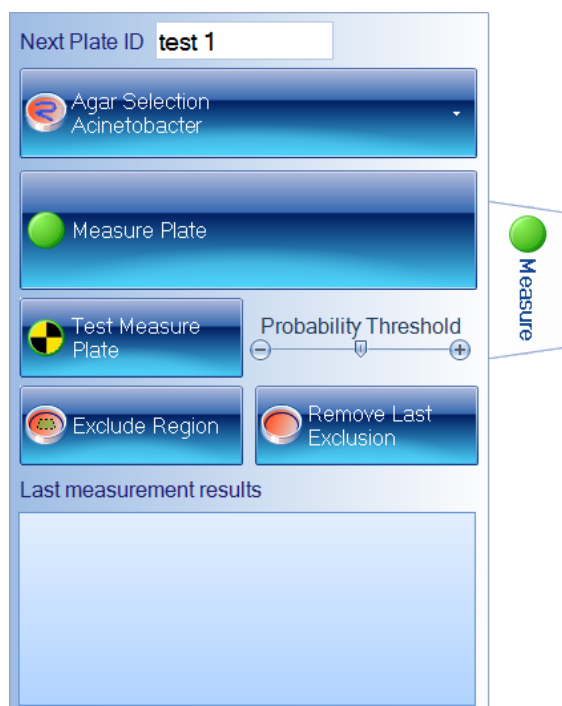 Next Plate ID test 1
Agar Selection
Acinetobacter
Measure Plate
Measure
Test Measure
Plate
Probability Threshold
Exclude Region
Remove Last
Exclusion
Last measurement results